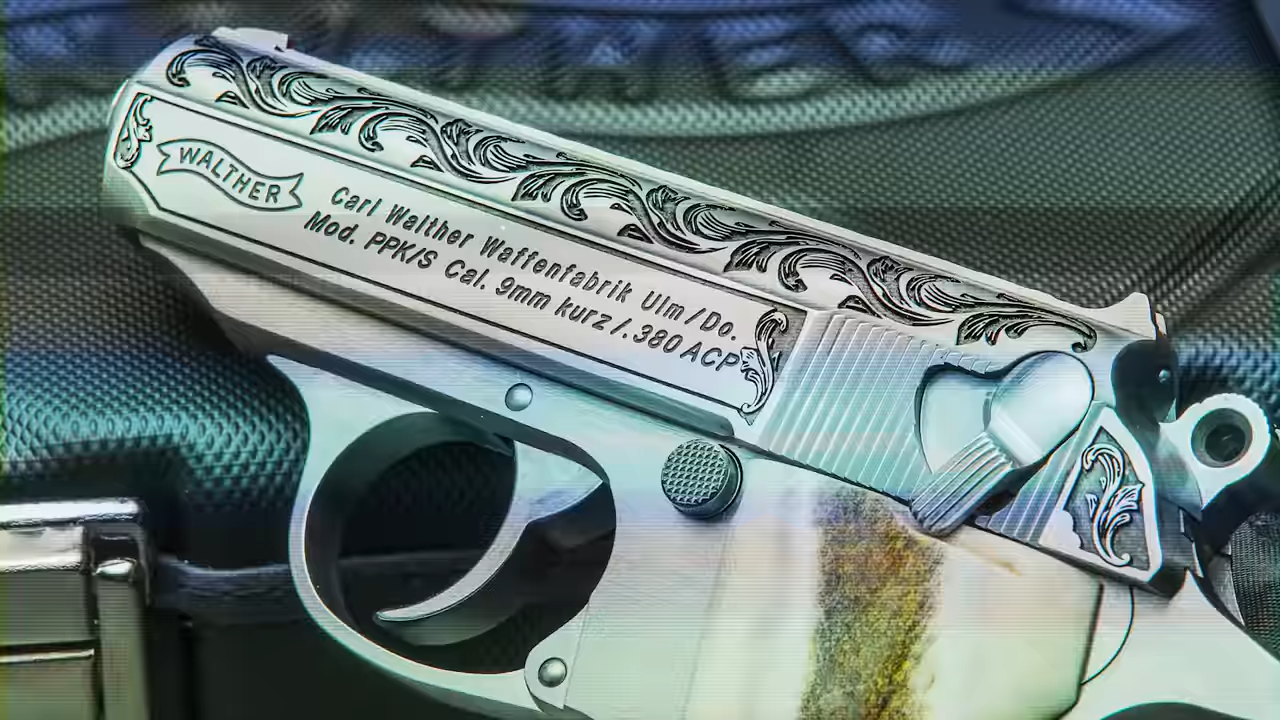 WALTHER
Carl Walther Waffenfabrik Ulm/Do.
Mod. PPK/S Cal. 9mm kurz/.380 ACP